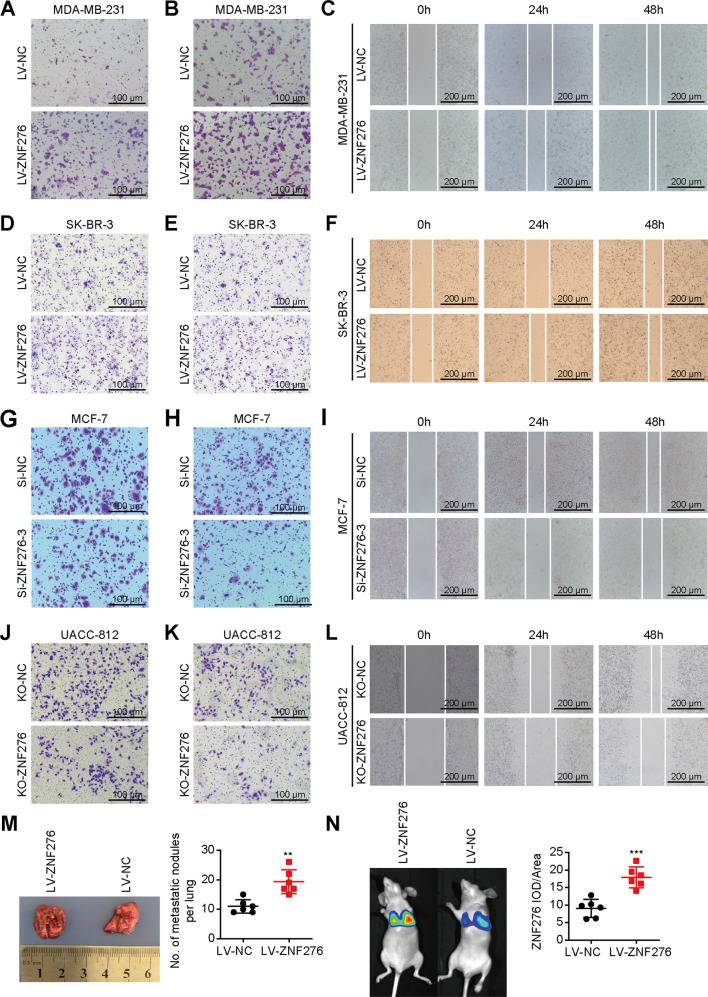 A MDA-MB-231
LV-NC
100 μm
LV-ZNF276
100 μm
B MDA-MB-231
LV-NC
100 μm
LV-ZNF276
100 μm
C 0h 24h 48h
MDA-MB-231
LV-NC
200 μm 200 μm 200 μm
LV-ZNF276
200 μm 200 μm 200 μm
D SK-BR-3
LV-NC
100 μm
LV-ZNF276
100 μm
E SK-BR-3
LV-NC
100 μm
LV-ZNF276
100 μm
F 0h 24h 48h
SK-BR-3
LV-NC
200 μm 200 μm 200 μm
LV-ZNF276
200 μm 200 μm 200 μm
G MCF-7
Si-NC
100 μm
Si-ZNF276-3
100 μm
H MCF-7
Si-NC
100 μm
Si-ZNF276-3
100 μm
I 0h 24h 48h
MCF-7
Si-NC
200 μm 200 μm 200 μm
Si-ZNF276-3
200 μm 200 μm 200 μm
J UACC-812
KO-NC
100 μm
KO-ZNF276
100 μm
K UACC-812
KO-NC
100 μm
KO-ZNF276
100 μm
L 0h 24h 48h
UACC-812
KO-NC
200 μm 200 μm 200 μm
KO-ZNF276
200 μm 200 μm 200 μm
M
LV-ZNF276
LV-NC
1 2 3 4 5 6
No. of metastatic nodules
per lung
30
20
10
0
**
LV-NC LV-ZNF276
N
LV-ZNF276
LV-NC
ZNF276 IOD/Area
25
20
15
10
5
0
***
LV-NC LV-ZNF276